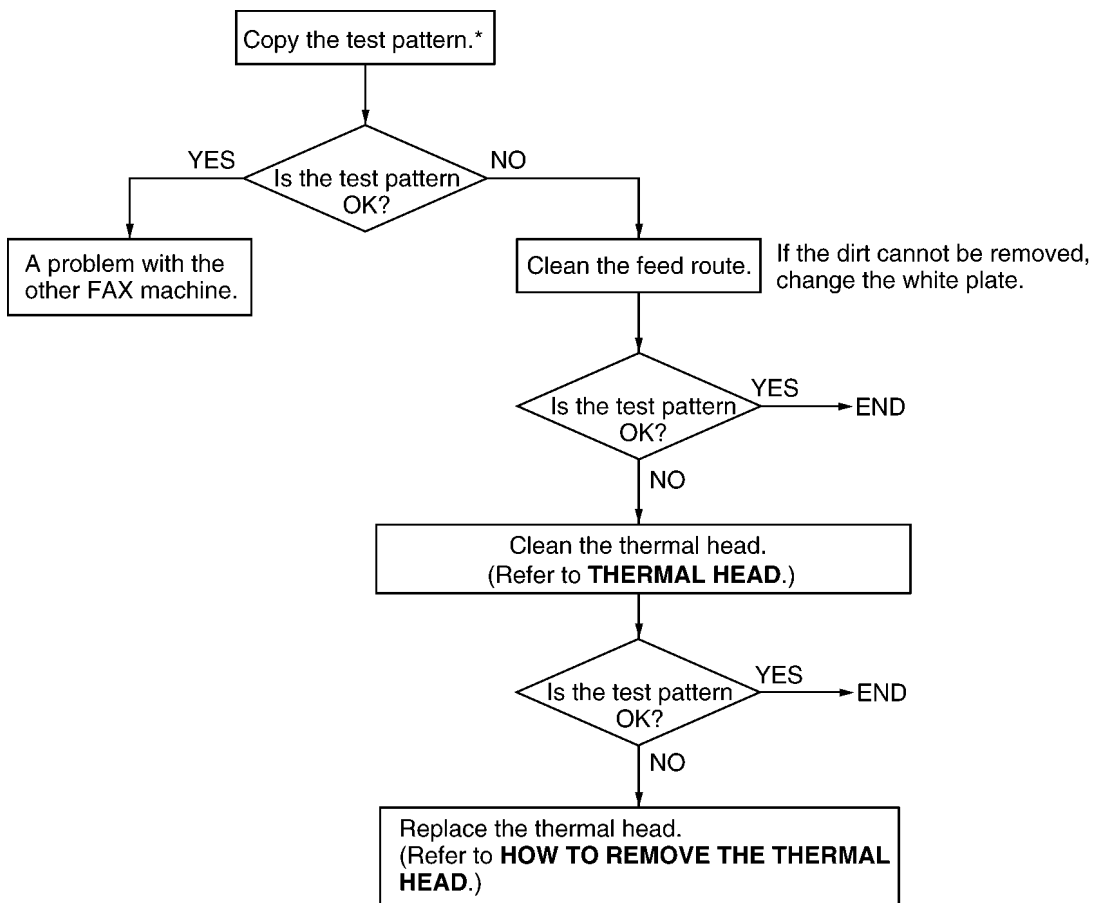 Copy the test pattern.*
YES
NO
Is the test pattern
OK?
A problem with the
other FAX machine.
Clean the feed route.
If the dirt cannot be removed,
change the white plate.
Is the test pattern
OK?
YES
END
NO
Clean the thermal head.
(Refer to THERMAL HEAD.)
Is the test pattern
OK?
YES
END
NO
Replace the thermal head.
(Refer to HOW TO REMOVE THE THERMAL
HEAD.)